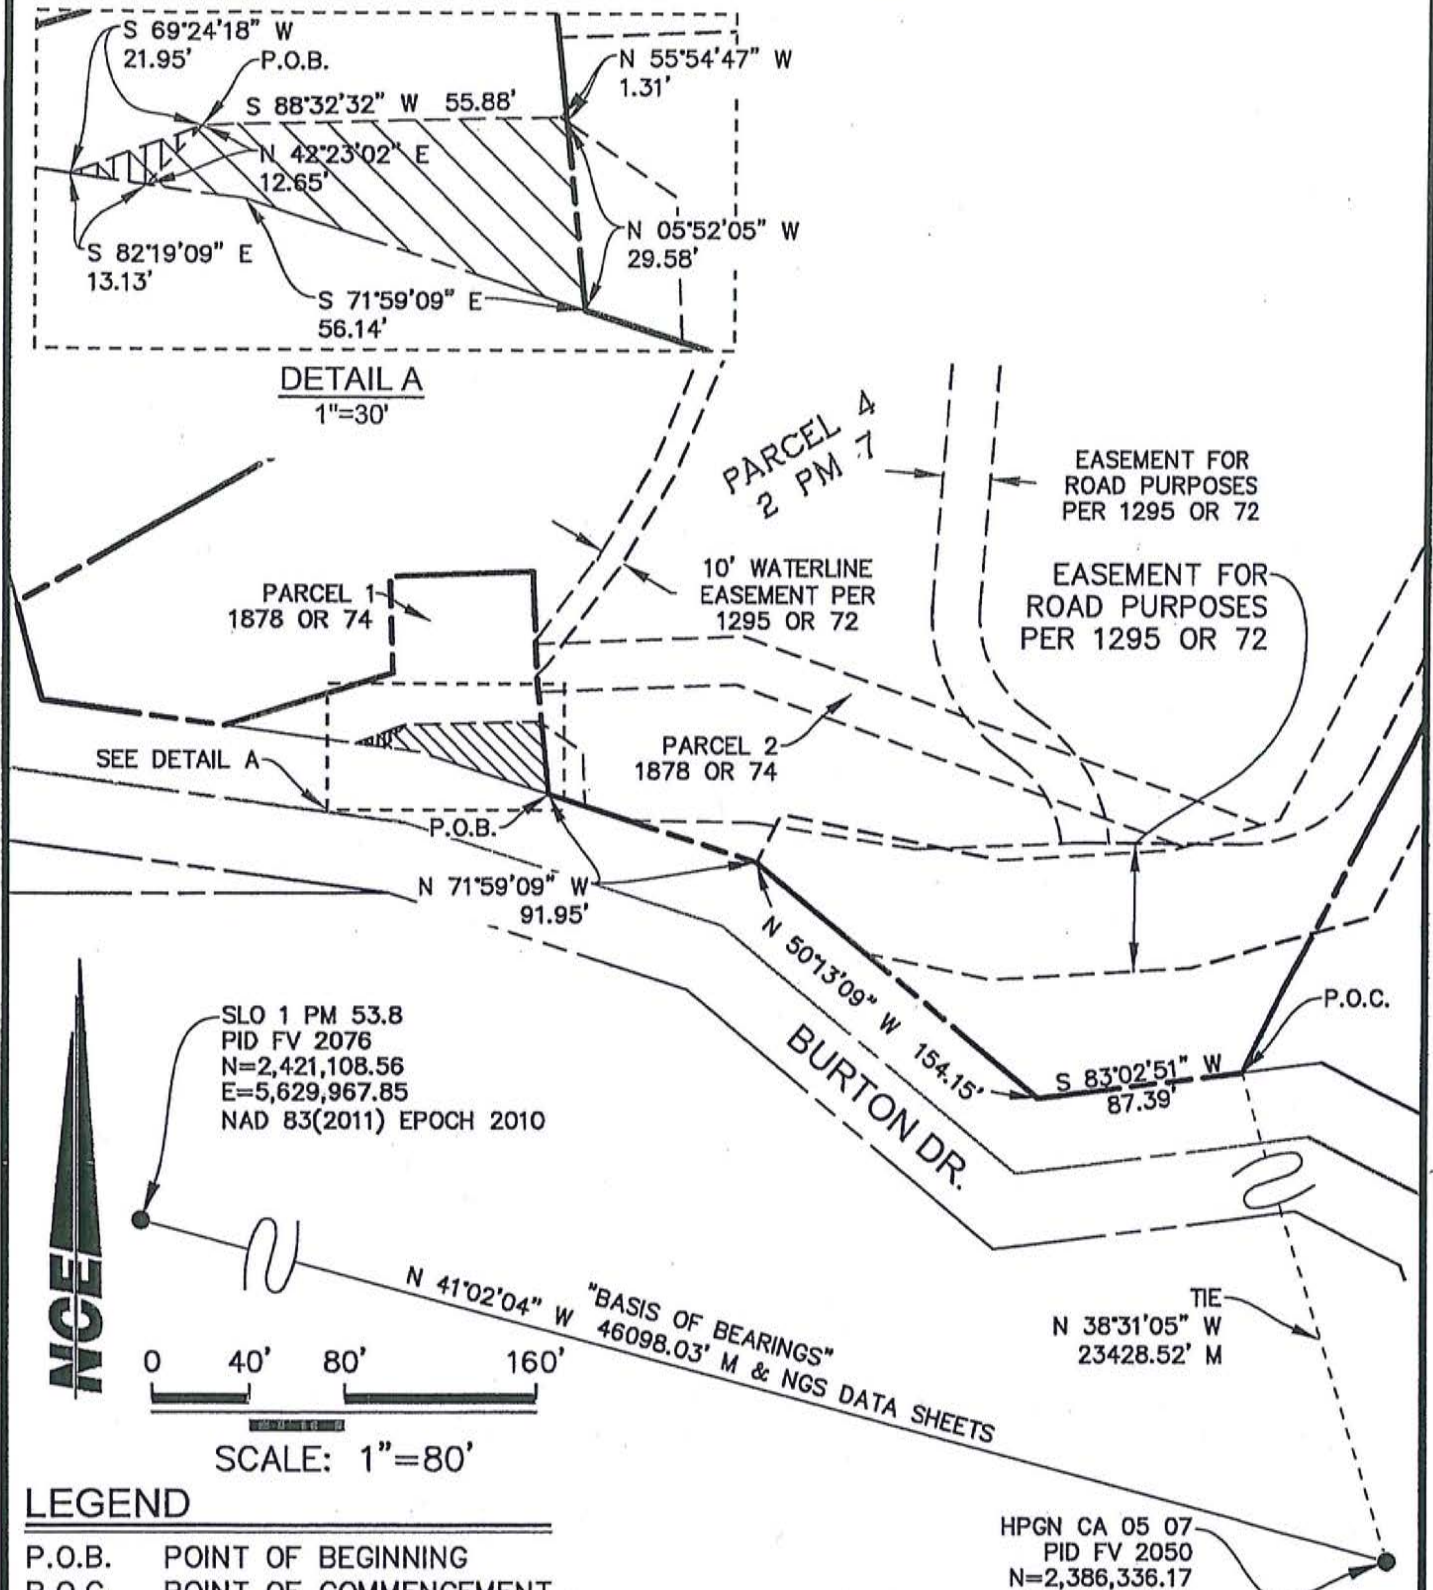 S 69°24'18" W
21.95'
P.O.B.
N 55°54'47" W
1.31'
S 88°32'32" W 55.88'
N 42°23'02" E
12.65'
N 05°52'05" W
29.58'
S 82°19'09" E
13.13'
S 71°59'09" E
56.14'
DETAIL A
1"=30'
PARCEL 4
2 PM 7
EASEMENT FOR
ROAD PURPOSES
PER 1295 OR 72
10' WATERLINE
EASEMENT PER
1295 OR 72
EASEMENT FOR
ROAD PURPOSES
PER 1295 OR 72
PARCEL 1
1878 OR 74
PARCEL 2
1878 OR 74
SEE DETAIL A
P.O.B.
N 71°59'09" W
91.95'
N 50°13'09" W 154.15'
BURTON DR.
P.O.C.
S 83°02'51" W
87.39'
SLO 1 PM 53.8
PID FV 2076
N=2,421,108.56
E=5,629,967.85
NAD 83(2011) EPOCH 2010
NCE
N 41°02'04" W "BASIS OF BEARINGS"
46098.03' M & NGS DATA SHEETS
TIE
N 38°31'05" W
23428.52' M
0 40' 80' 160'
SCALE: 1"=80'
LEGEND
P.O.B. POINT OF BEGINNING
P.O.C. POINT OF COMMENCEMENT
HPGN CA 05 07
PID FV 2050
N=2,386,336.17